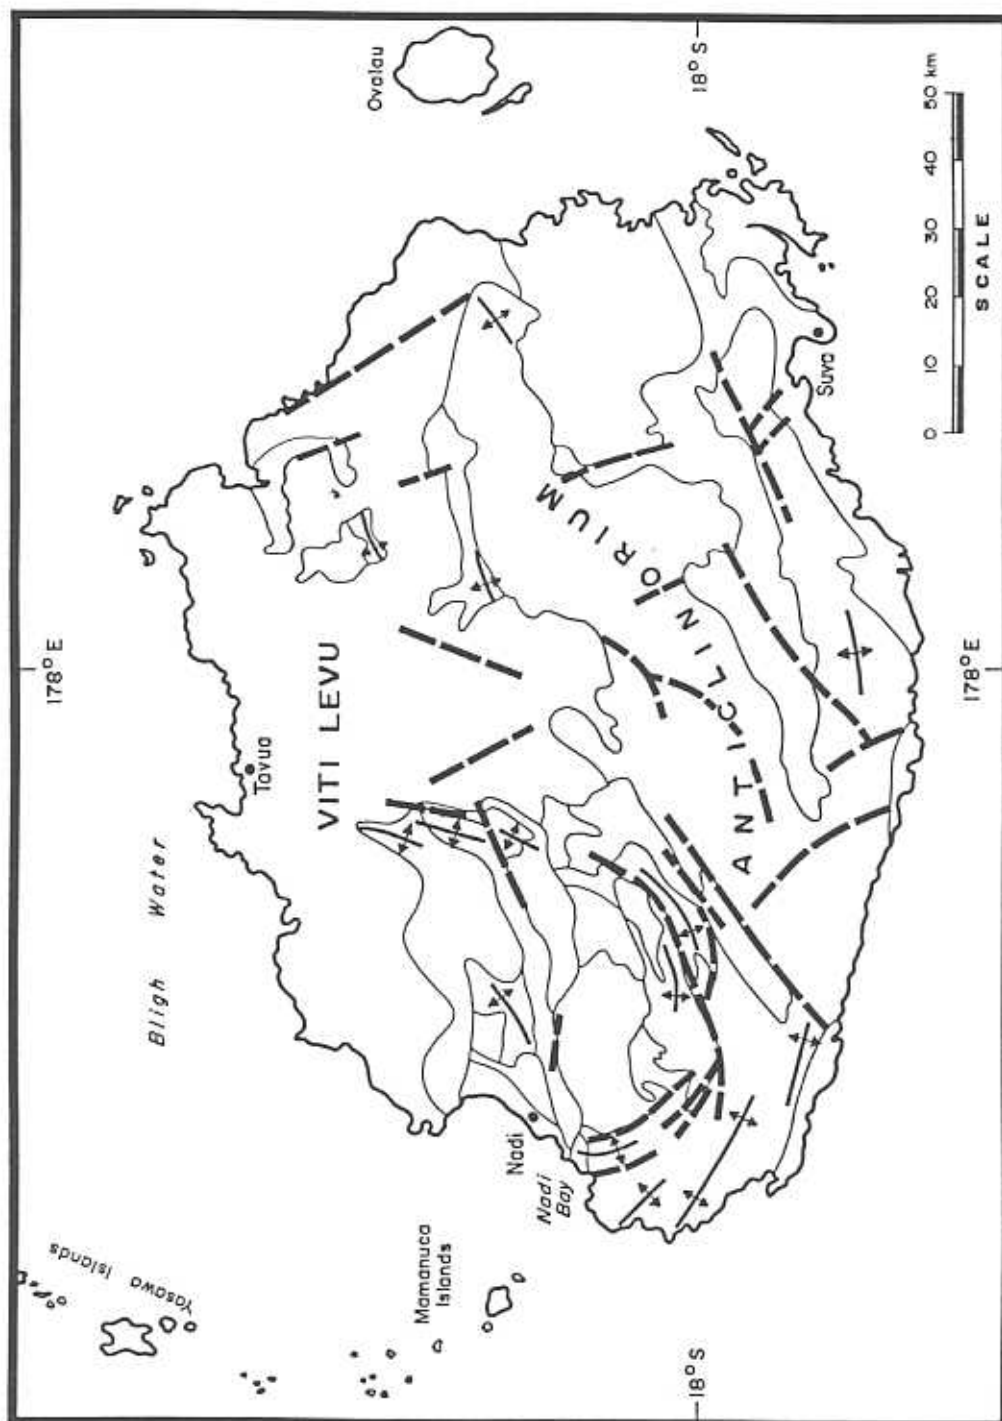 178°E
Yasawa Islands
Bligh Water
Tavua
Ovalau
VITI LEVU
Mamanuca
Islands
Nadi
Nadi
Bay
18°S
18°S
ANTICLINORIUM
Suva
0 10 20 30 40 50 km
SCALE
178°E